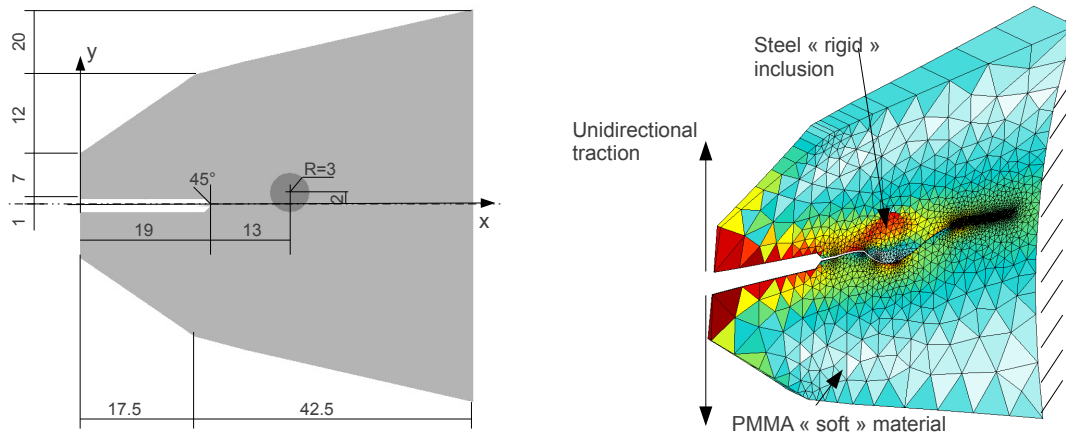 20
y
12
7
1
45°
R=3
2
x
19
13
17.5
42.5
Steel « rigid »
inclusion
Unidirectional
traction
PMMA « soft » material